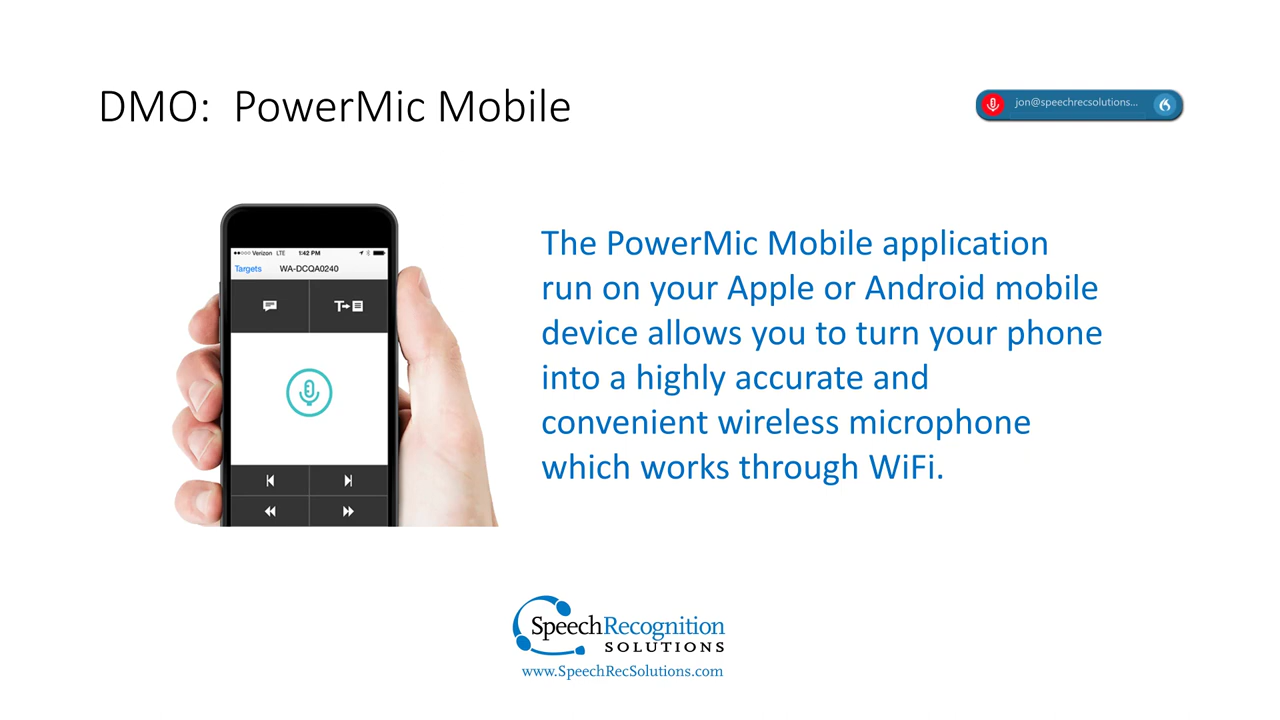 DMO: PowerMic Mobile
jon@speechrecsolutions...
Verizon LTE 1:42 PM
Targets WA-DCQA0240
T
The PowerMic Mobile application
run on your Apple or Android mobile
device allows you to turn your phone
into a highly accurate and
convenient wireless microphone
which works through WiFi.
SpeechRecognition
SOLUTIONS
www.SpeechRecSolutions.com